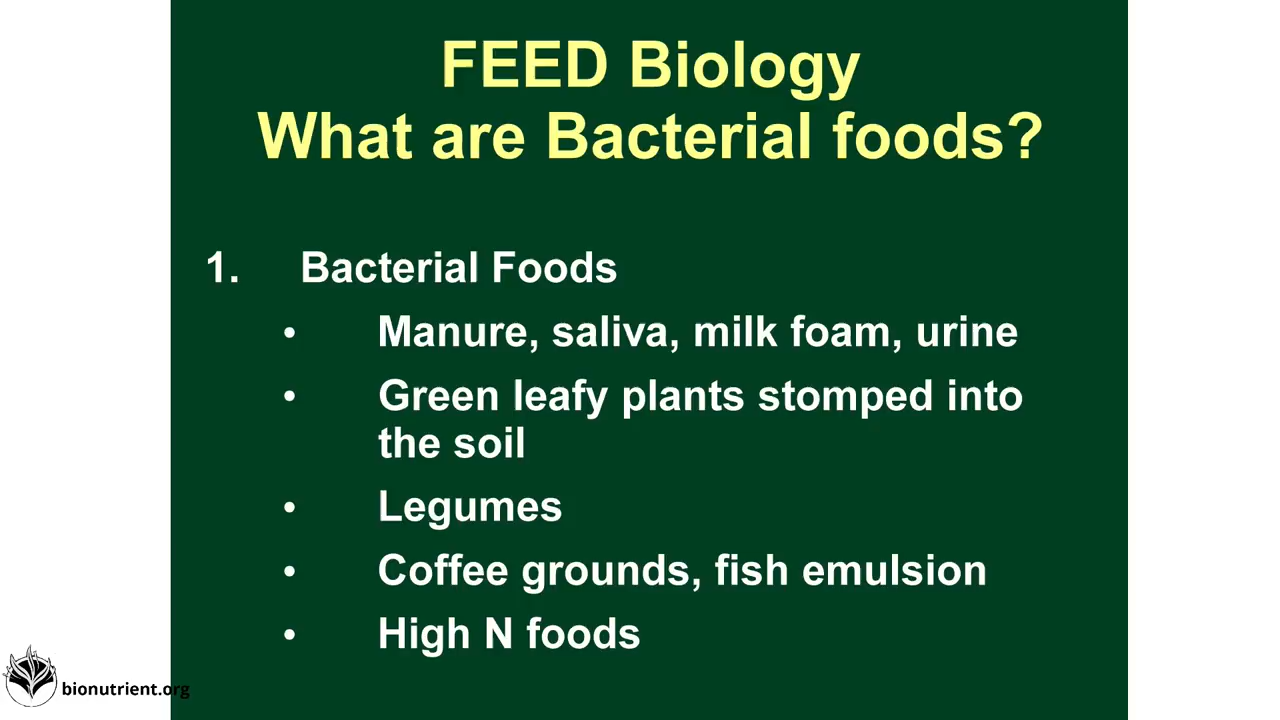 FEED Biology
What are Bacterial foods?
1. Bacterial Foods
• Manure, saliva, milk foam, urine
• Green leafy plants stomped into
the soil
• Legumes
• Coffee grounds, fish emulsion
• High N foods
bionutrient.org